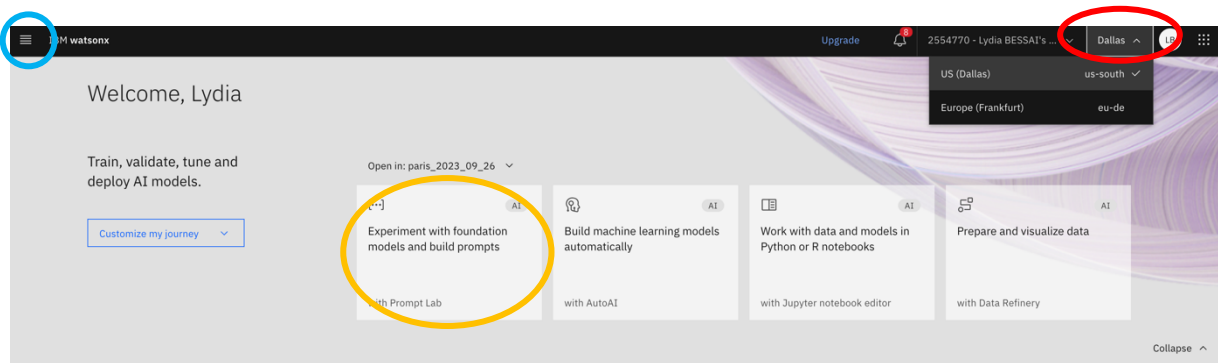 IBM watsonx
Upgrade
8
2554770 - Lydia BESSAI's ...
Dallas
LB
US (Dallas) us-south
Europe (Frankfurt) eu-de
Welcome, Lydia
Train, validate, tune and
deploy AI models.
Customize my journey
Open in: paris_2023_09_26
AI
Experiment with foundation
models and build prompts
with Prompt Lab
AI
Build machine learning models
automatically
with AutoAI
AI
Work with data and models in
Python or R notebooks
with Jupyter notebook editor
AI
Prepare and visualize data
with Data Refinery
Collapse